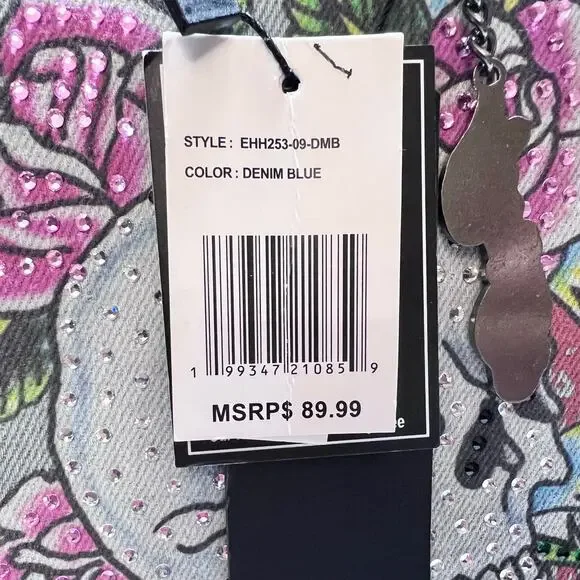 STYLE : EHH253-09-DMB
COLOR : DENIM BLUE
1 99347 21085 9
MSRP$ 89.99